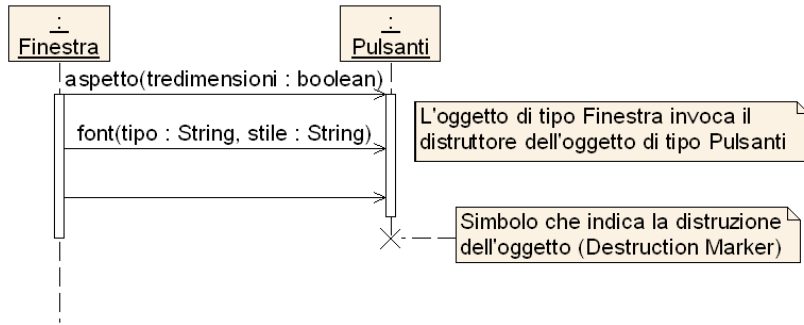 :
Finestra
:
Pulsanti
aspetto(tredimensioni : boolean)
font(tipo : String, stile : String)
L'oggetto di tipo Finestra invoca il
distruttore dell'oggetto di tipo Pulsanti
Simbolo che indica la distruzione
dell'oggetto (Destruction Marker)